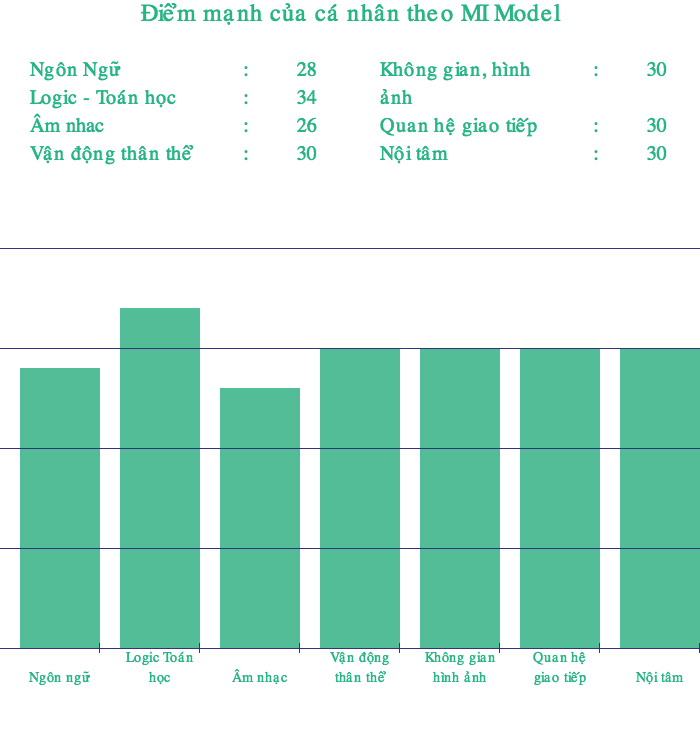 Điểm mạnh của cá nhân theo MI Model
Ngôn Ngữ : 28
Logic - Toán học : 34
Âm nhac : 26
Vận động thân thể : 30
Không gian, hình : 30
ảnh
Quan hệ giao tiếp : 30
Nội tâm : 30
Ngôn ngữ
Logic Toán
học
Âm nhạc
Vận động
thân thể
Không gian
hình ảnh
Quan hệ
giao tiếp
Nội tâm